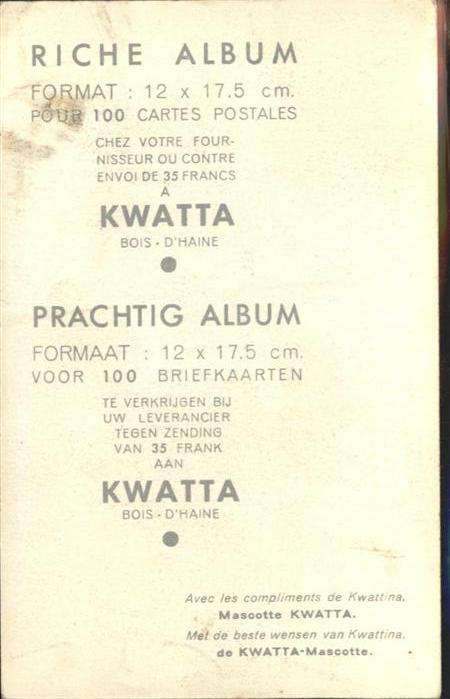 RICHE ALBUM
FORMAT : 12 x 17.5 cm.
POUR 100 CARTES POSTALES
CHEZ VOTRE FOUR-
NISSEUR OU CONTRE
ENVOI DE 35 FRANCS
A
KWATTA
BOIS - D'HAINE
PRACHTIG ALBUM
FORMAAT : 12 x 17.5 cm.
VOOR 100 BRIEFKAARTEN
TE VERKRIJGEN BIJ
UW LEVERANCIER
TEGEN ZENDING
VAN 35 FRANK
AAN
KWATTA
BOIS - D'HAINE
Avec les compliments de Kwattina.
Mascotte KWATTA.
Met de beste wensen van Kwattina.
de KWATTA-Mascotte.